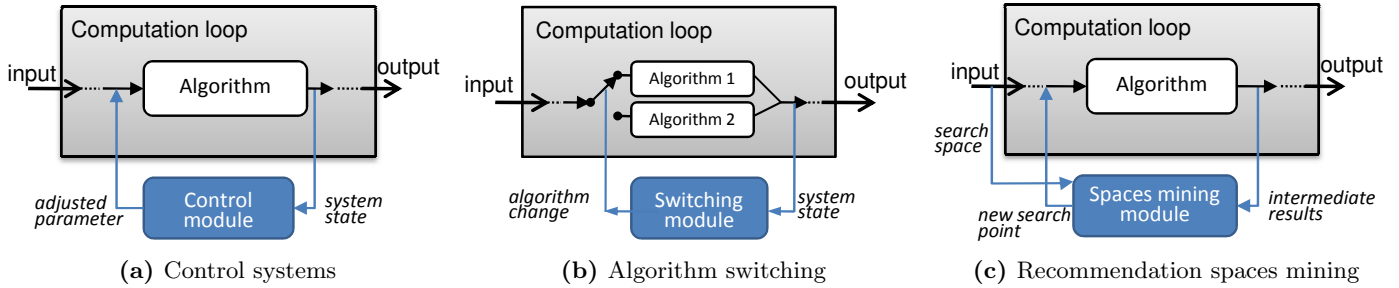 Computation loop
input
Algorithm
output
adjusted
parameter
Control
module
system
state
(a) Control systems
Computation loop
input
Algorithm 1
Algorithm 2
output
algorithm
change
Switching
module
system
state
(b) Algorithm switching
Computation loop
input
Algorithm
output
search
space
new search
point
Spaces mining
module
intermediate
results
(c) Recommendation spaces mining